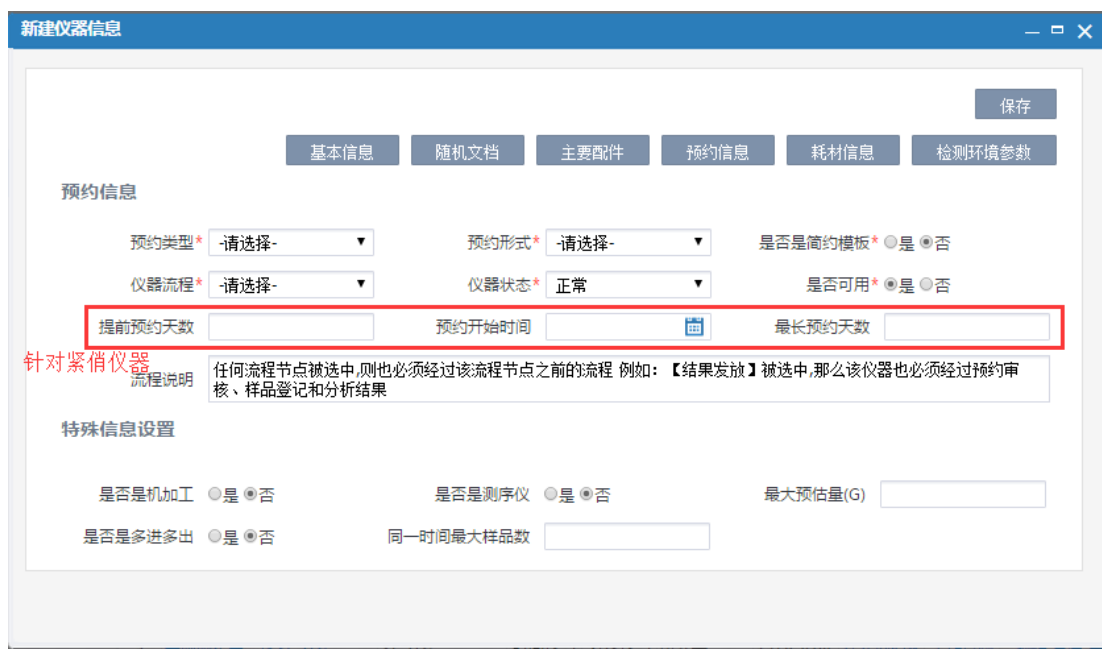 新建仪器信息
保存
基本信息 随机文档 主要配件 预约信息 耗材信息 检测环境参数
预约信息
预约类型* -请选择- 预约形式* -请选择- 是否是简约模板* 是 否
仪器流程* -请选择- 仪器状态* 正常 是否可用* 是 否
提前预约天数 预约开始时间 最长预约天数
针对紧俏仪器
流程说明 任何流程节点被选中,则也必须经过该流程节点之前的流程 例如：【结果发放】被选中,那么该仪器也必须经过预约审
核、样品登记和分析结果
特殊信息设置
是否是机加工 是 否 是否是测序仪 是 否 最大预估量(G)
是否是多进多出 是 否 同一时间最大样品数